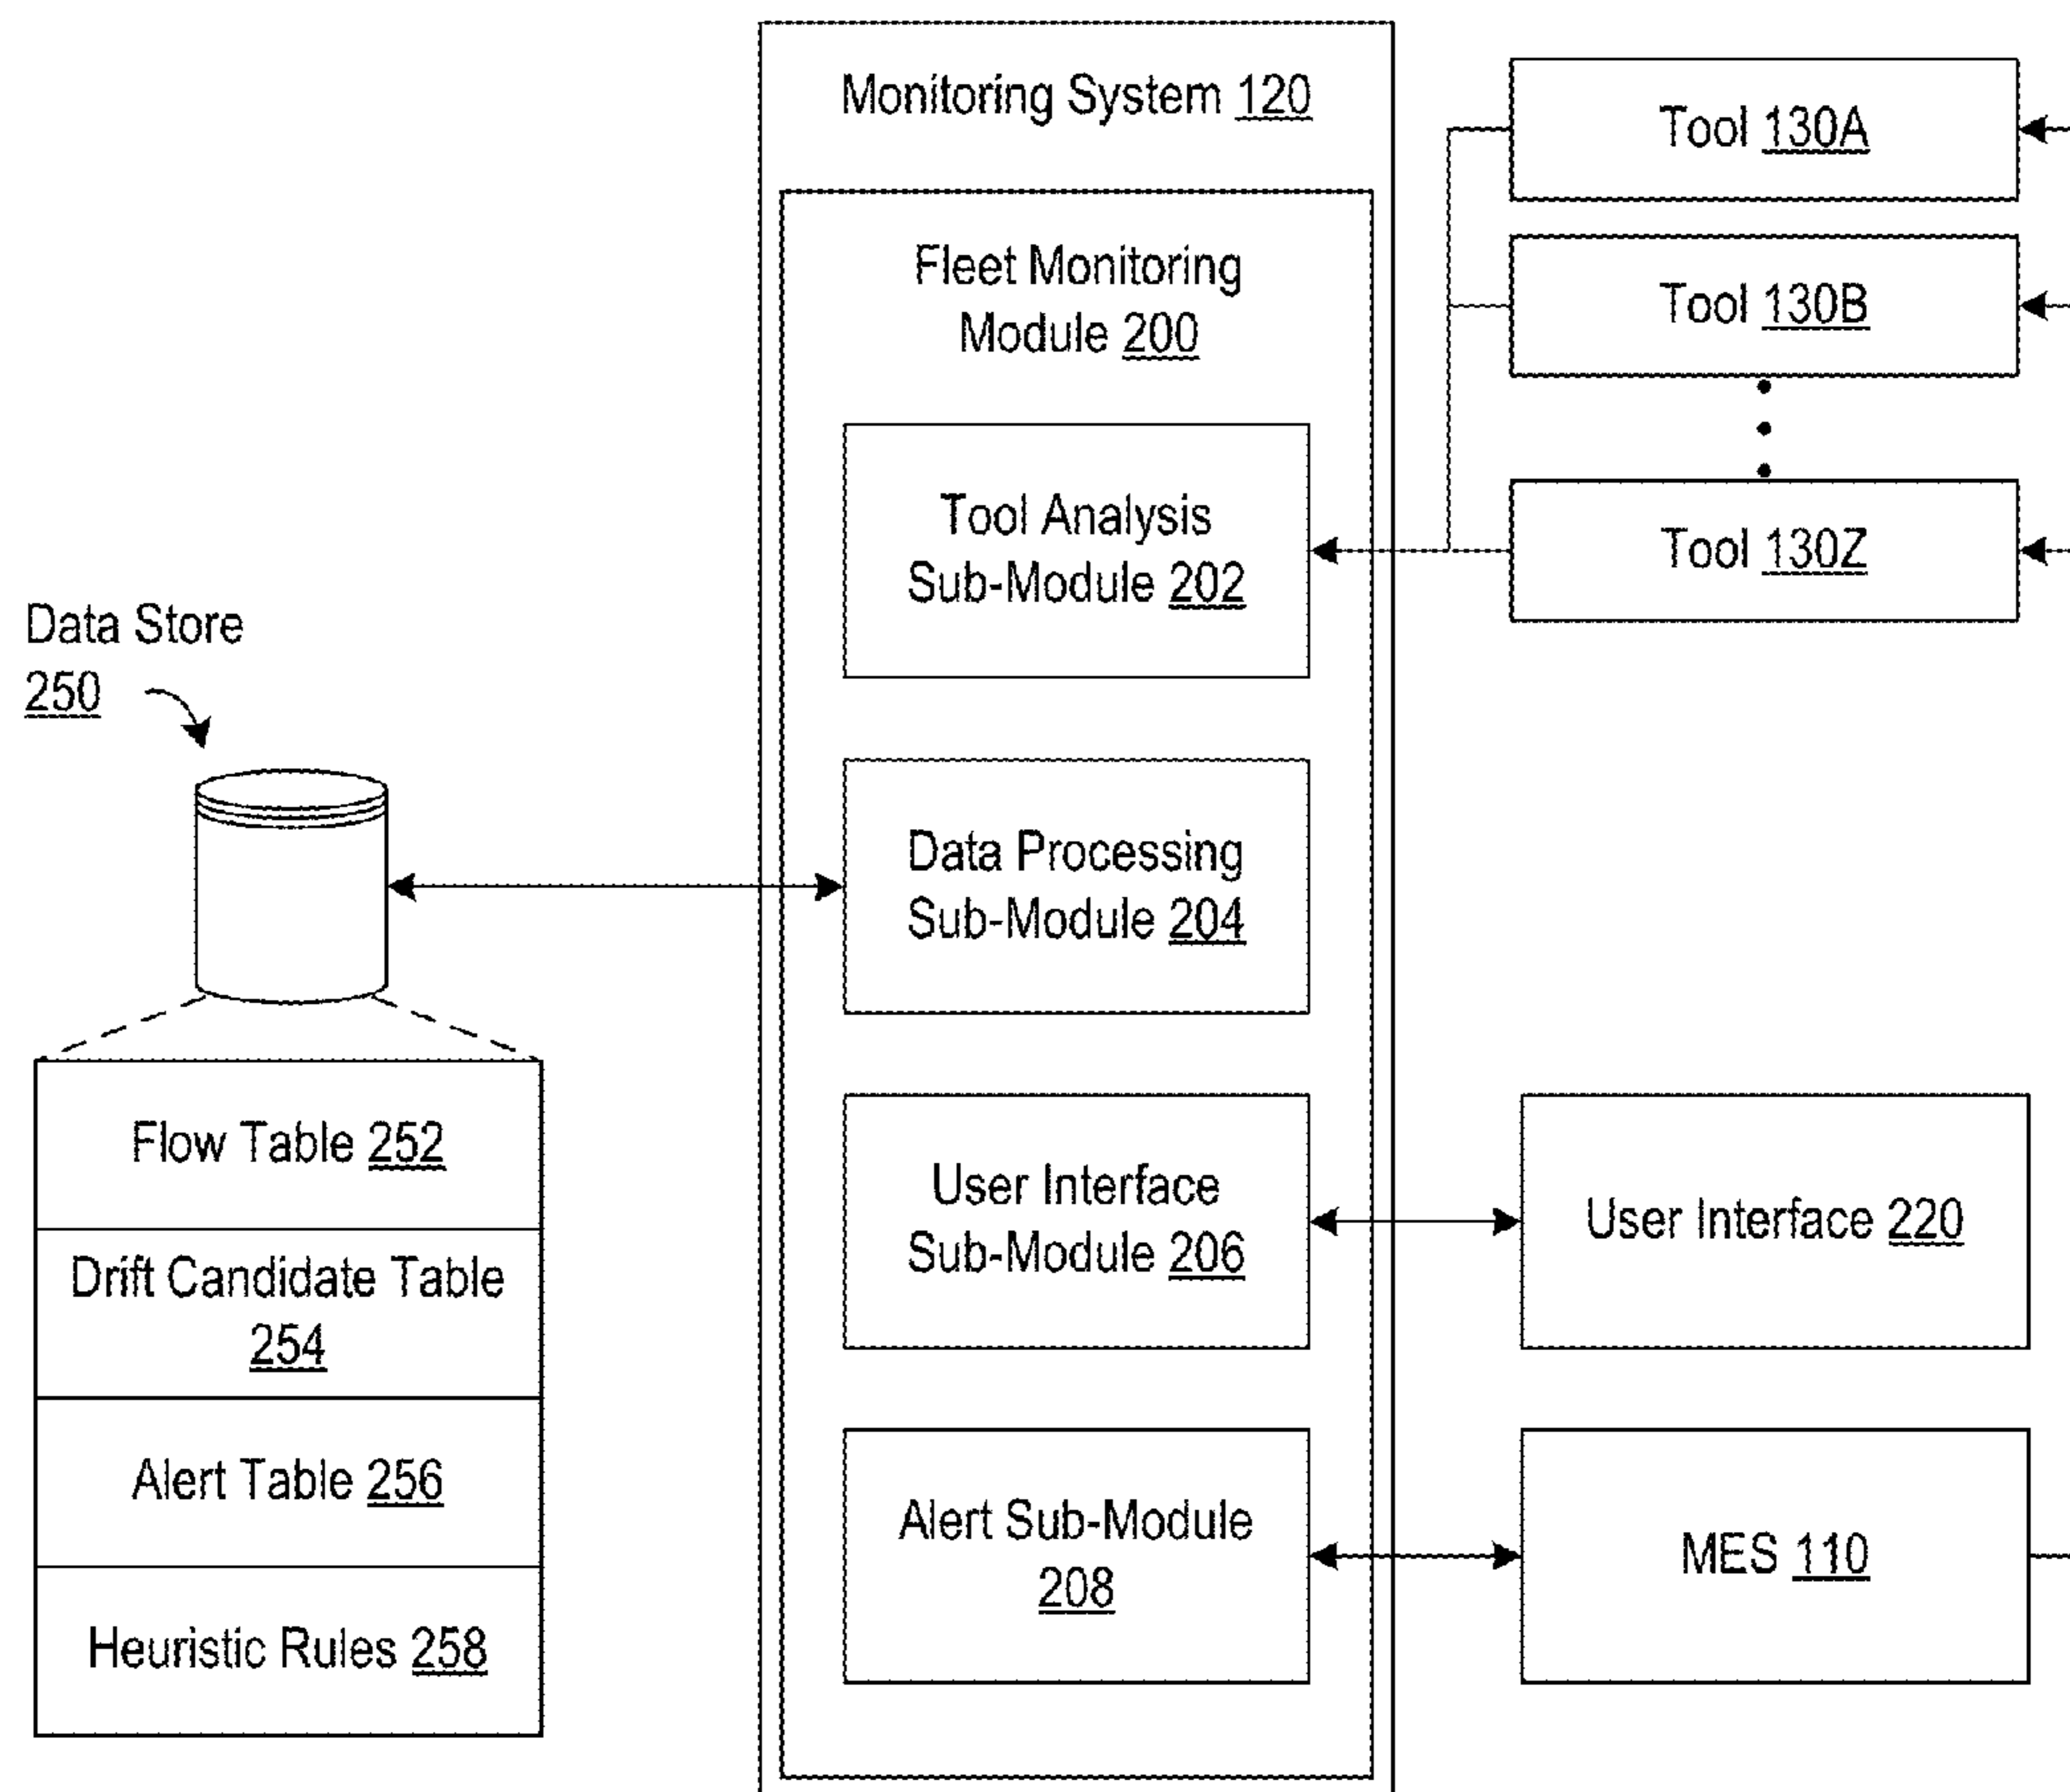 Monitoring System 120
Fleet Monitoring
Module 200
Tool Analysis
Sub-Module 202
Data Processing
Sub-Module 204
User Interface
Sub-Module 206
Alert Sub-Module
208
Tool 130A
Tool 130B
Tool 130Z
User Interface 220
MES 110
Data Store
250
Flow Table 252
Drift Candidate Table
254
Alert Table 256
Heuristic Rules 258